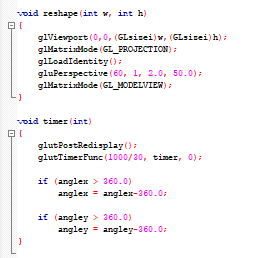 void reshape(int w, int h)
{
glViewport(0,0,(GLsizei)w,(GLsizei)h);
glMatrixMode(GL_PROJECTION);
glLoadIdentity();
gluPerspective(60, 1, 2.0, 50.0);
glMatrixMode(GL_MODELVIEW);
}
void timer(int)
{
glutPostRedisplay();
glutTimerFunc(1000/30, timer, 0);
if (anglex > 360.0)
anglex = anglex-360.0;
if (angley > 360.0)
angley = angley-360.0;
}